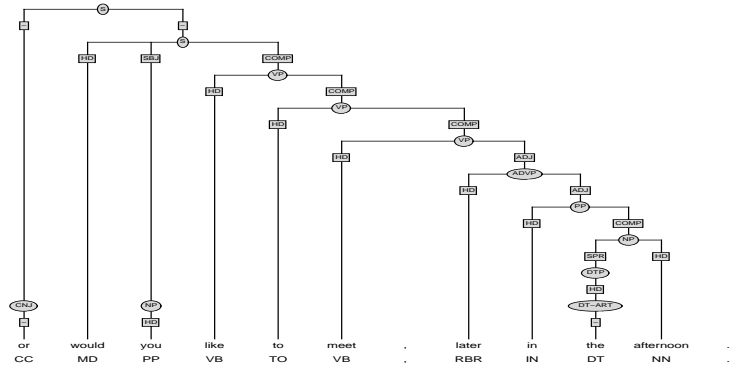 S
– –
S
HD SBJ COMP
VP
HD COMP
VP
HD COMP
VP
HD ADJ
ADVP
HD ADJ
PP
HD COMP
NP
SPR HD
DTP
HD
CNJ NP DT–ART
– HD –
or would you like to meet , later in the afternoon .
CC MD PP VB TO VB , RBR IN DT NN .